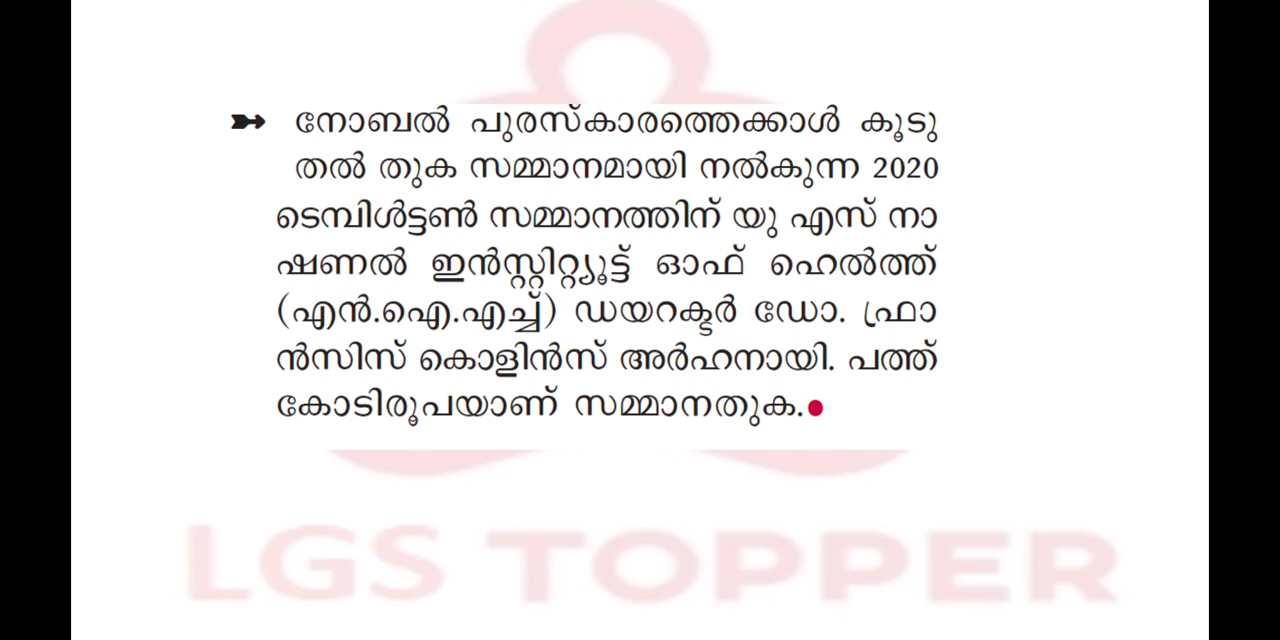 ➳ നോബൽ പുരസ്കാരത്തെക്കാൾ കൂടു
തൽ തുക സമ്മാനമായി നൽകുന്ന 2020
ടെമ്പിൾട്ടൺ സമ്മാനത്തിന് യു എസ് നാ
ഷണൽ ഇൻസ്റ്റിറ്റ്യൂട്ട് ഓഫ് ഹെൽത്ത്
(എൻ.ഐ.എച്ച്) ഡയറക്ടർ ഡോ. ഫ്രാ
ൻസിസ് കൊളിൻസ് അർഹനായി. പത്ത്
കോടിരൂപയാണ് സമ്മാനതുക.●
LGS TOPPER